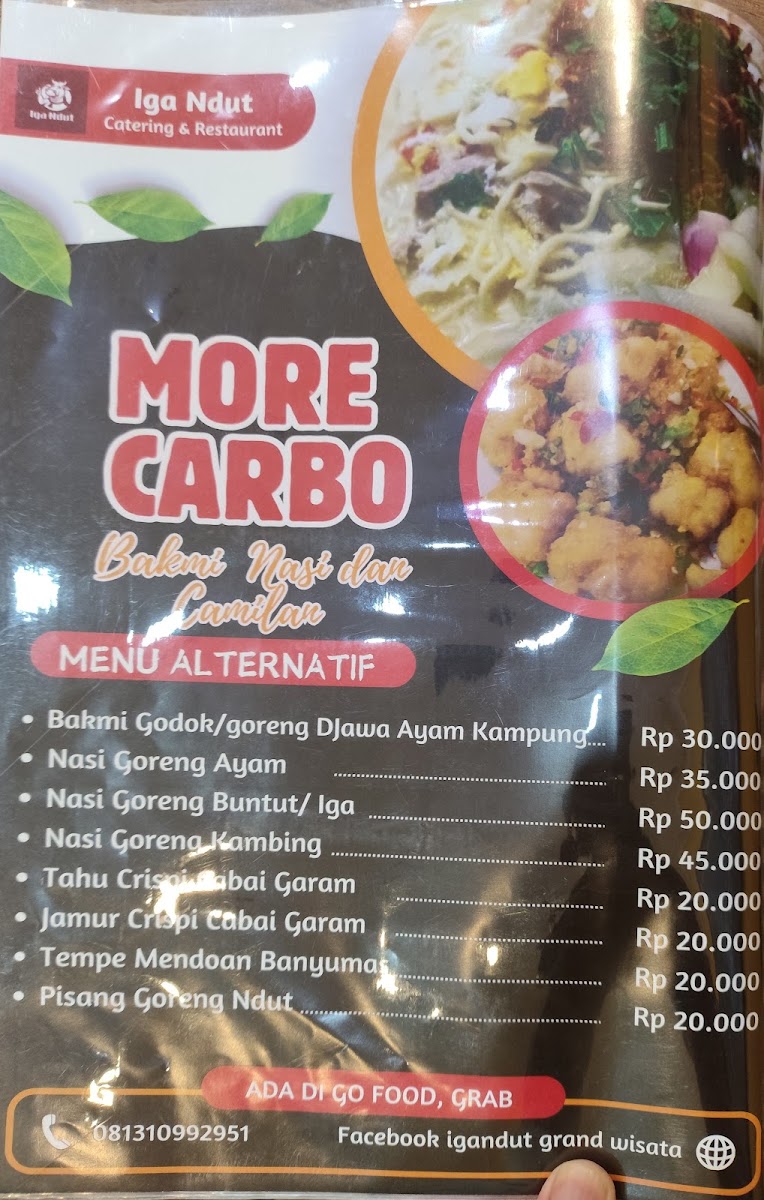 Iga Ndut
Iga Ndut
Catering & Restaurant
MORE
CARBO
Bakmi Nasi dan
Camilan
MENU ALTERNATIF
• Bakmi Godok/goreng DJawa Ayam Kampung.... Rp 30.000
• Nasi Goreng Ayam ........ Rp 35.000
• Nasi Goreng Buntut/ Iga ........ Rp 50.000
• Nasi Goreng Kambing ........ Rp 45.000
• Tahu Crispi Cabai Garam ........ Rp 20.000
• Jamur Crispi Cabai Garam ........ Rp 20.000
• Tempe Mendoan Banyumas ........ Rp 20.000
• Pisang Goreng Ndut ........ Rp 20.000
ADA DI GO FOOD, GRAB
081310992951 Facebook igandut grand wisata